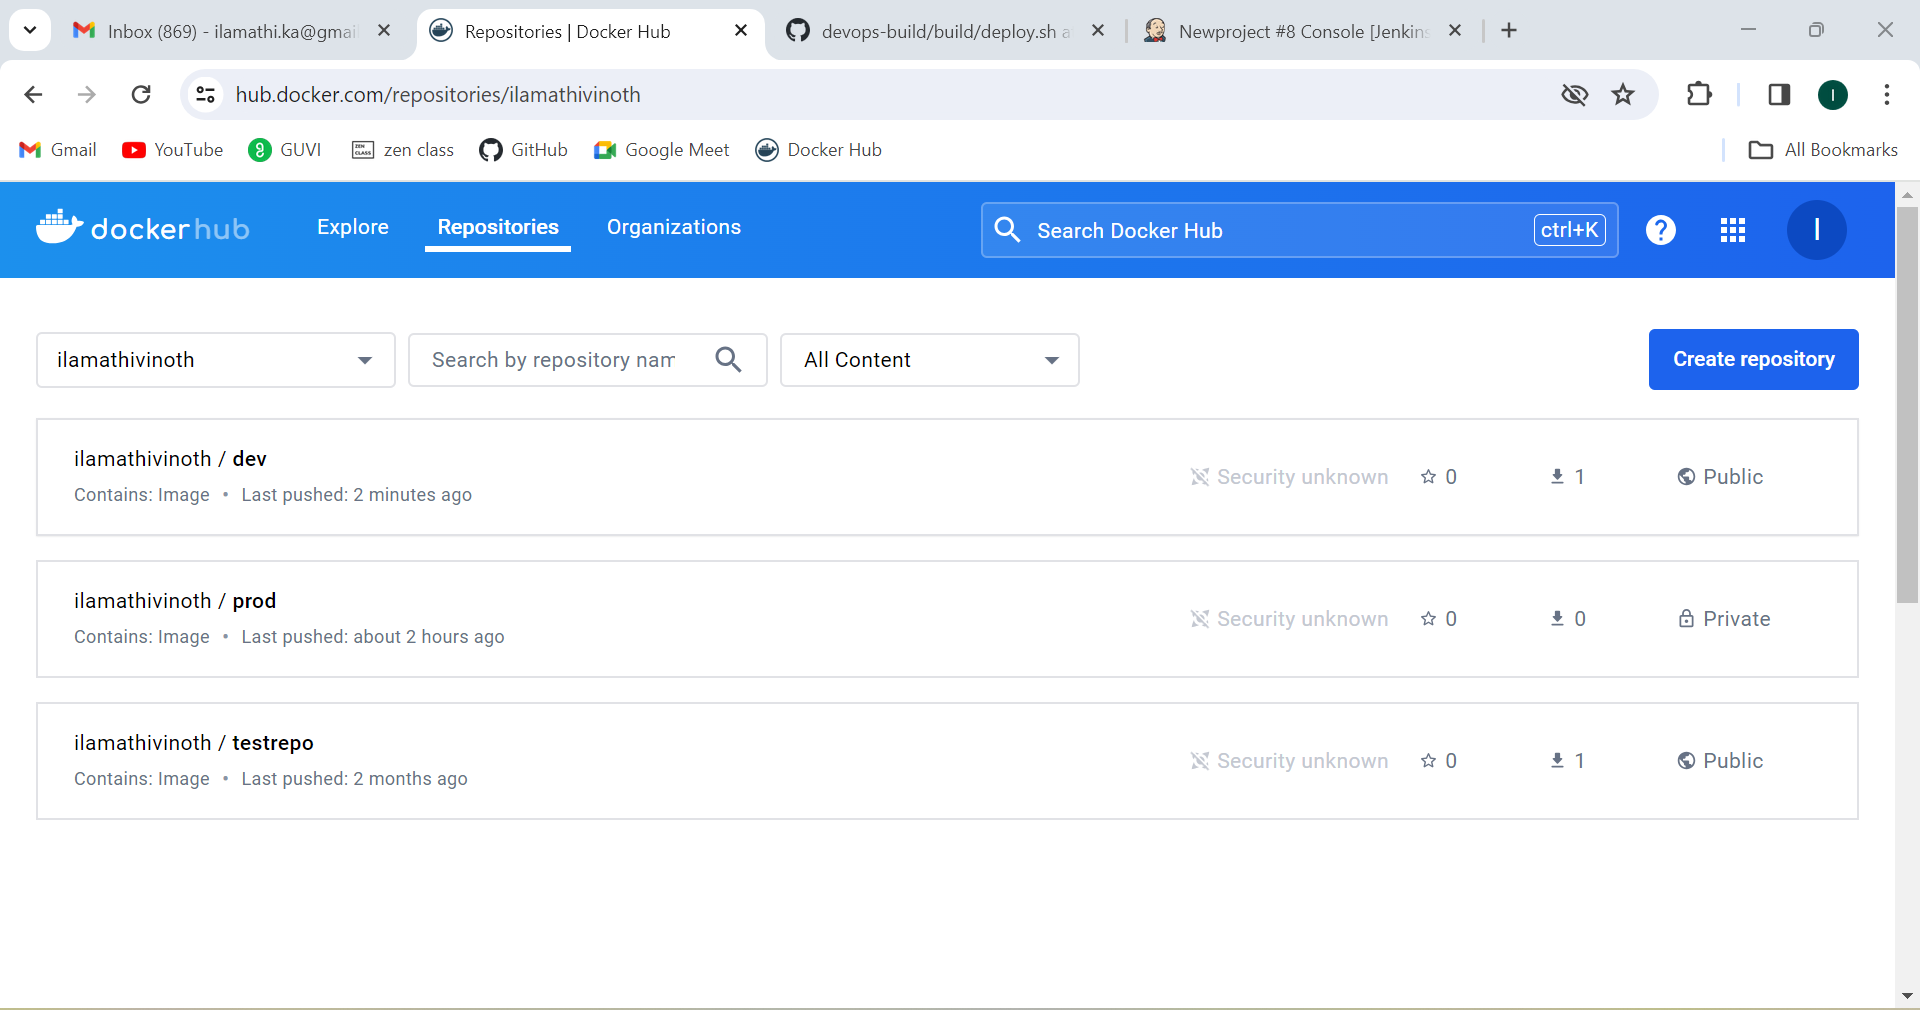 Inbox (869) - ilamathi.ka@gmai
Repositories | Docker Hub
devops-build/build/deploy.sh a
Newproject #8 Console [Jenkins
hub.docker.com/repositories/ilamathivinoth
I
Gmail
YouTube
GUVI
ZEN CLASS
zen class
GitHub
Google Meet
Docker Hub
All Bookmarks
dockerhub
Explore
Repositories
Organizations
Search Docker Hub
ctrl+K
?
I
ilamathivinoth
Search by repository nam
All Content
Create repository
ilamathivinoth / dev
Contains: Image • Last pushed: 2 minutes ago
Security unknown
0
1
Public
ilamathivinoth / prod
Contains: Image • Last pushed: about 2 hours ago
Security unknown
0
0
Private
ilamathivinoth / testrepo
Contains: Image • Last pushed: 2 months ago
Security unknown
0
1
Public